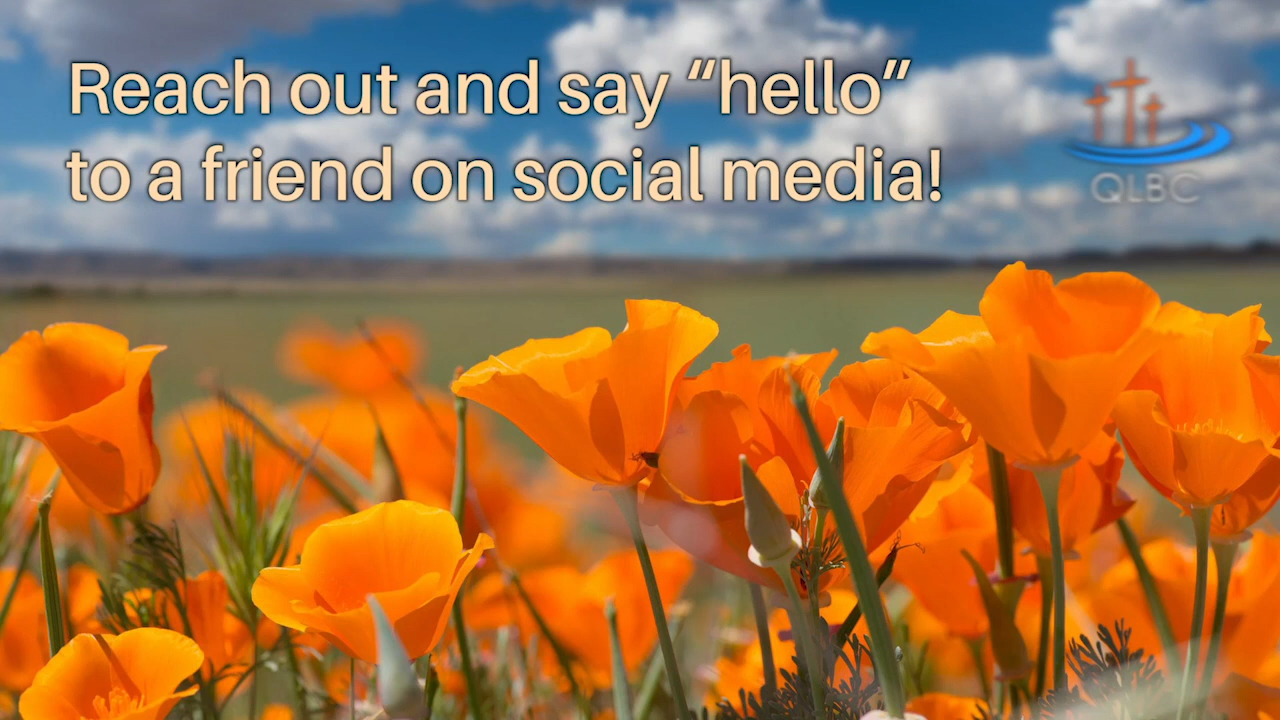 Reach out and say “hello”
to a friend on social media!
QLBC